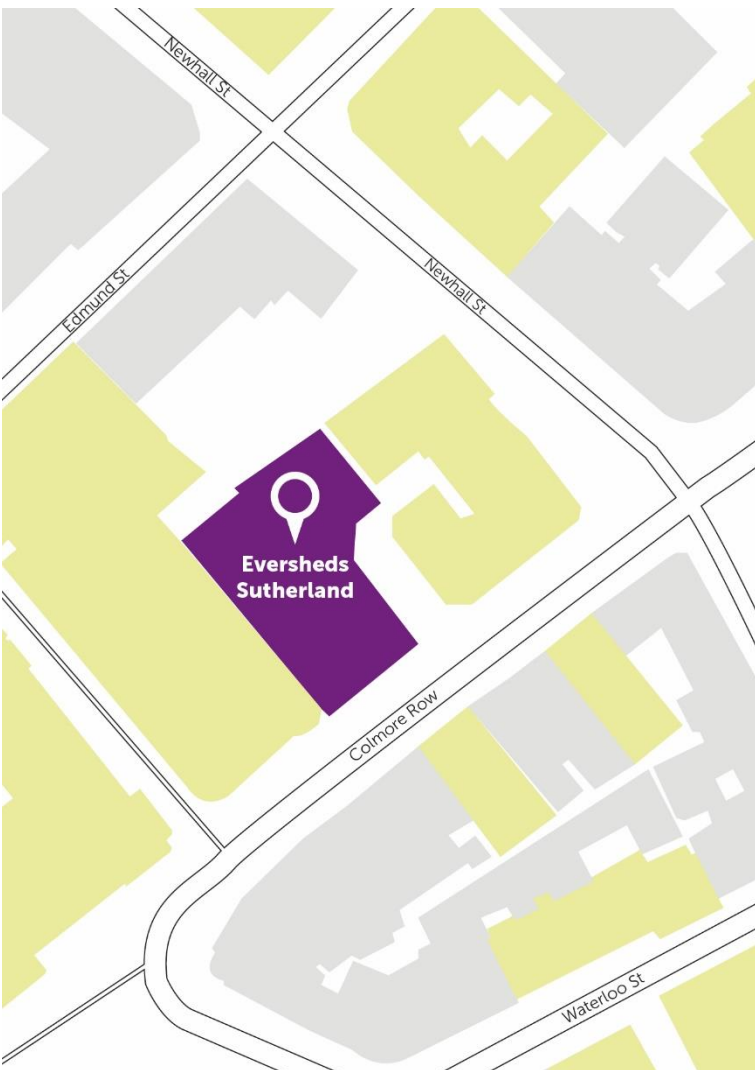 Newhall St
Edmund St
Newhall St
Eversheds
Sutherland
Colmore Row
Waterloo St